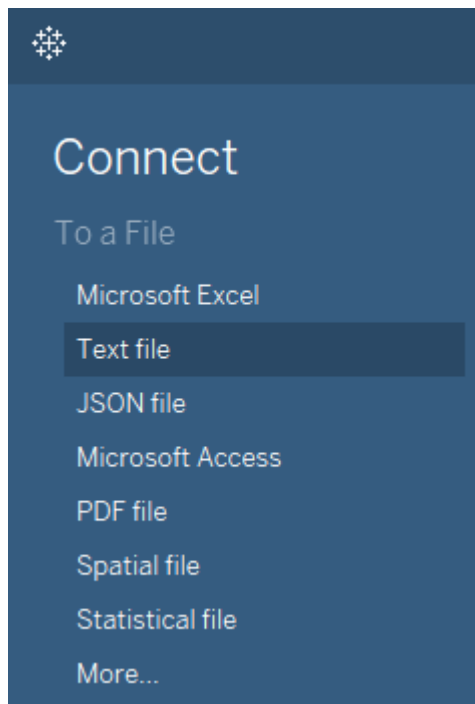 Connect
To a File
Microsoft Excel
Text file
JSON file
Microsoft Access
PDF file
Spatial file
Statistical file
More...